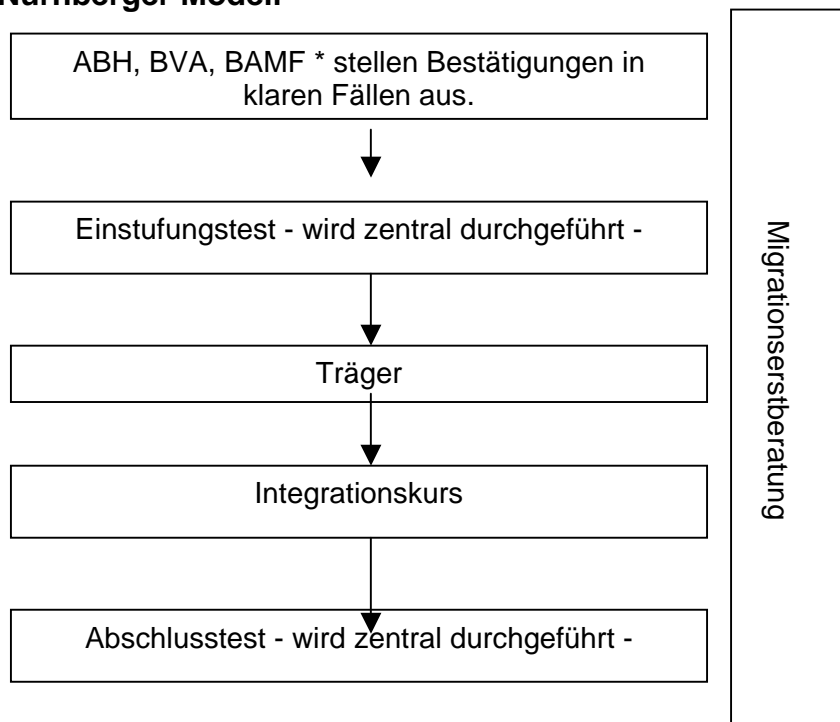 Nürnberger Modell
ABH, BVA, BAMF * stellen Bestätigungen in
klaren Fällen aus.
Einstufungstest - wird zentral durchgeführt -
Träger
Integrationskurs
Abschlusstest - wird zentral durchgeführt -
Migrationserstberatung